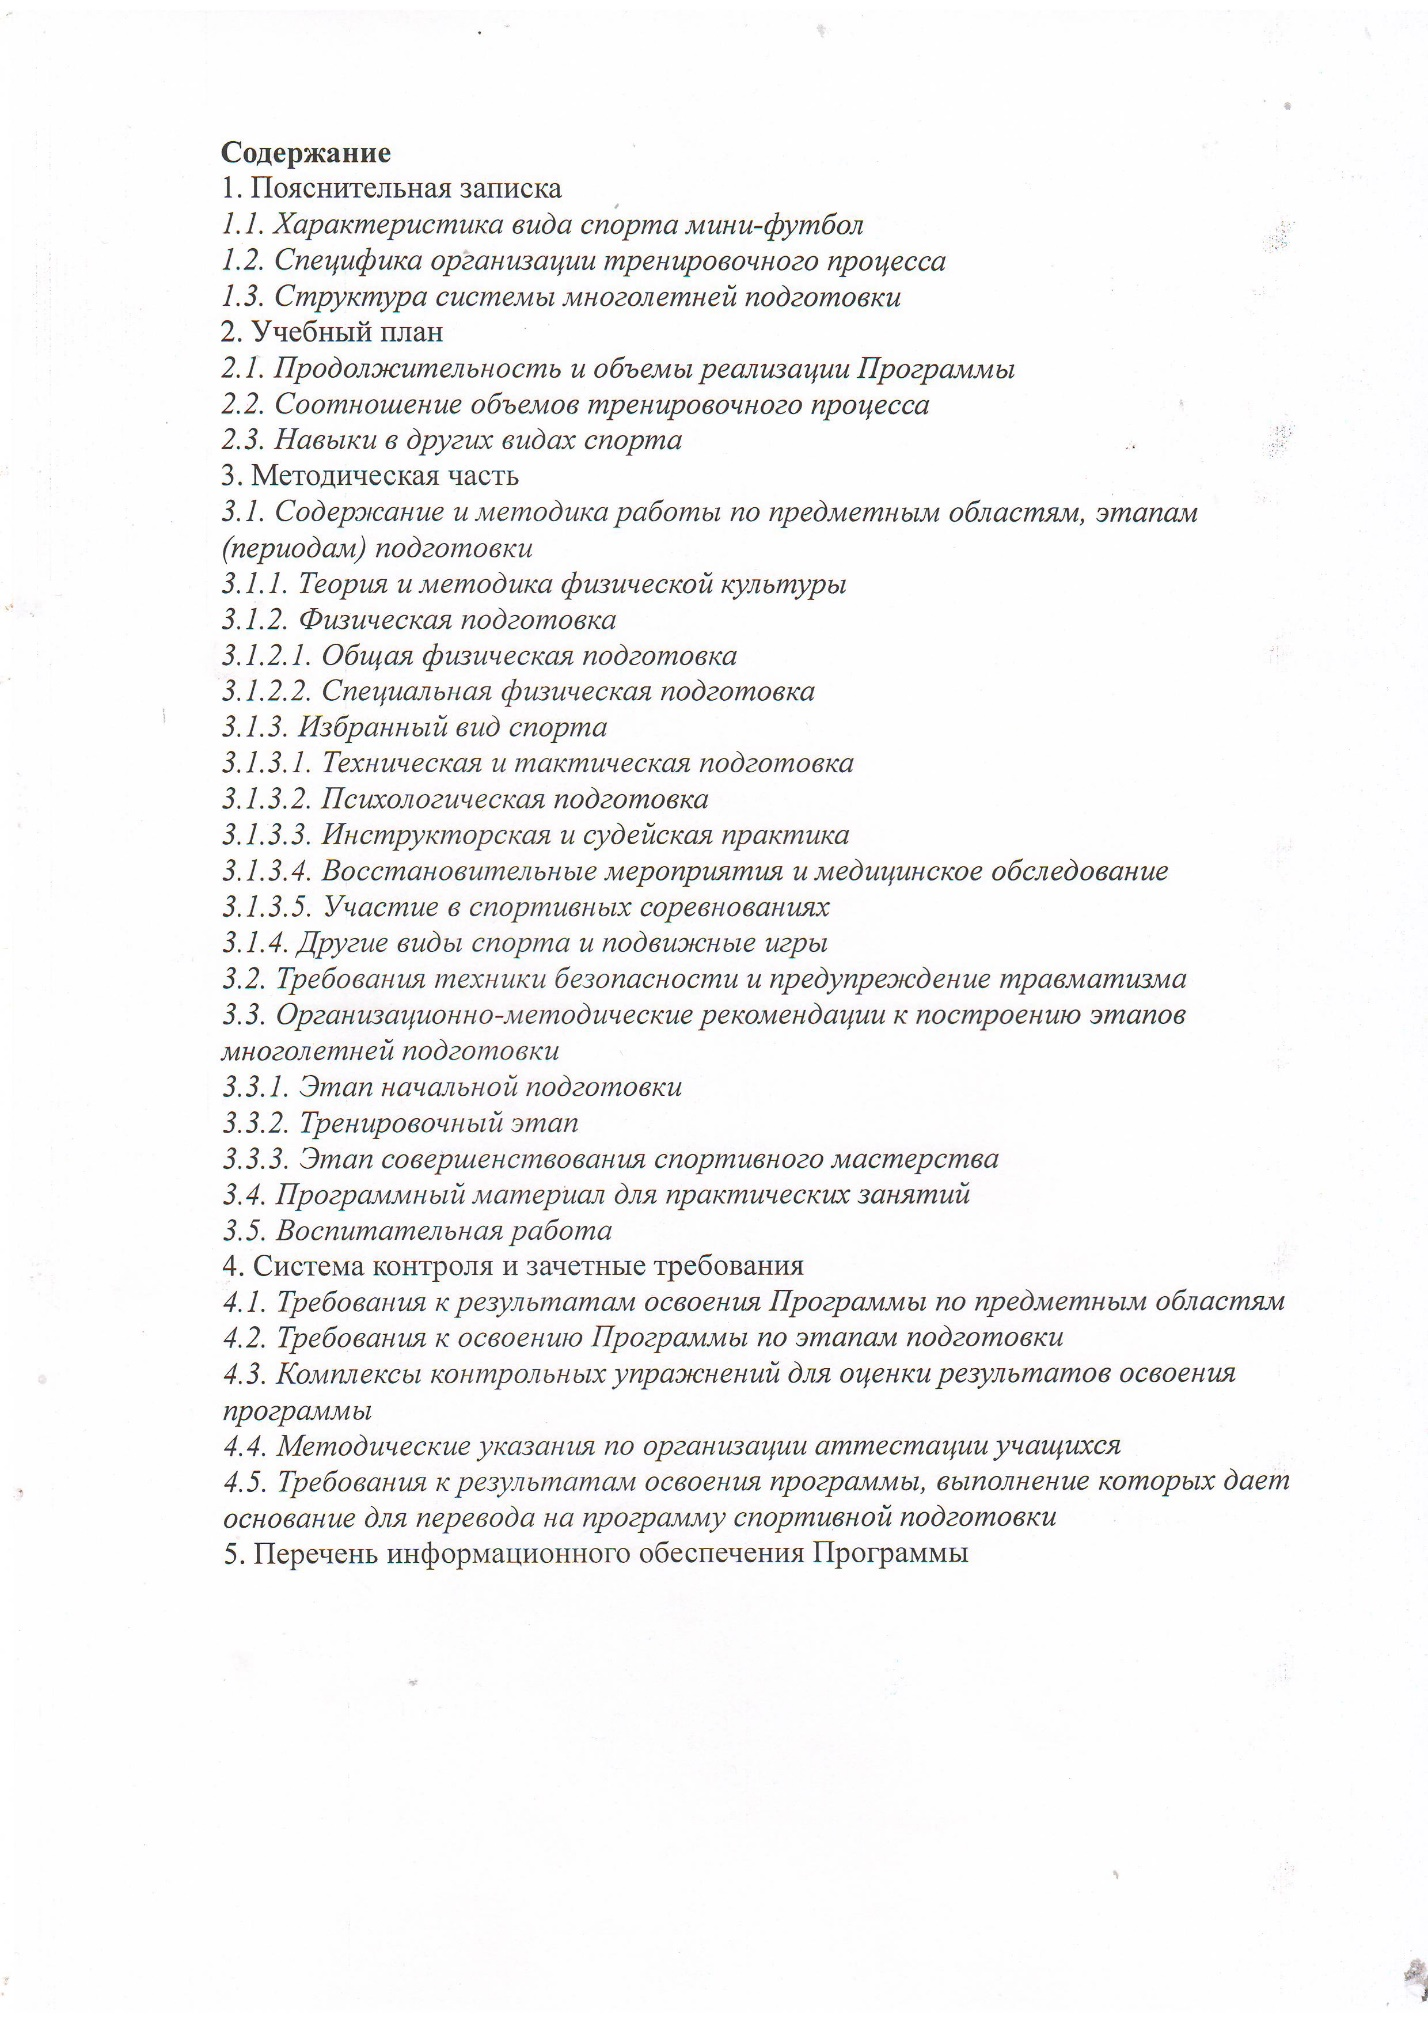 Содержание
1. Пояснительная записка
1.1. Характеристика вида спорта мини-футбол
1.2. Специфика организации тренировочного процесса
1.3. Структура системы многолетней подготовки
2. Учебный план
2.1. Продолжительность и объемы реализации Программы
2.2. Соотношение объемов тренировочного процесса
2.3. Навыки в других видах спорта
3. Методическая часть
3.1. Содержание и методика работы по предметным областям, этапам
(периодам) подготовки
3.1.1. Теория и методика физической культуры
3.1.2. Физическая подготовка
3.1.2.1. Общая физическая подготовка
3.1.2.2. Специальная физическая подготовка
3.1.3. Избранный вид спорта
3.1.3.1. Техническая и тактическая подготовка
3.1.3.2. Психологическая подготовка
3.1.3.3. Инструкторская и судейская практика
3.1.3.4. Восстановительные мероприятия и медицинское обследование
3.1.3.5. Участие в спортивных соревнованиях
3.1.4. Другие виды спорта и подвижные игры
3.2. Требования техники безопасности и предупреждение травматизма
3.3. Организационно-методические рекомендации к построению этапов
многолетней подготовки
3.3.1. Этап начальной подготовки
3.3.2. Тренировочный этап
3.3.3. Этап совершенствования спортивного мастерства
3.4. Программный материал для практических занятий
3.5. Воспитательная работа
4. Система контроля и зачетные требования
4.1. Требования к результатам освоения Программы по предметным областям
4.2. Требования к освоению Программы по этапам подготовки
4.3. Комплексы контрольных упражнений для оценки результатов освоения
программы
4.4. Методические указания по организации аттестации учащихся
4.5. Требования к результатам освоения программы, выполнение которых дает
основание для перевода на программу спортивной подготовки
5. Перечень информационного обеспечения Программы